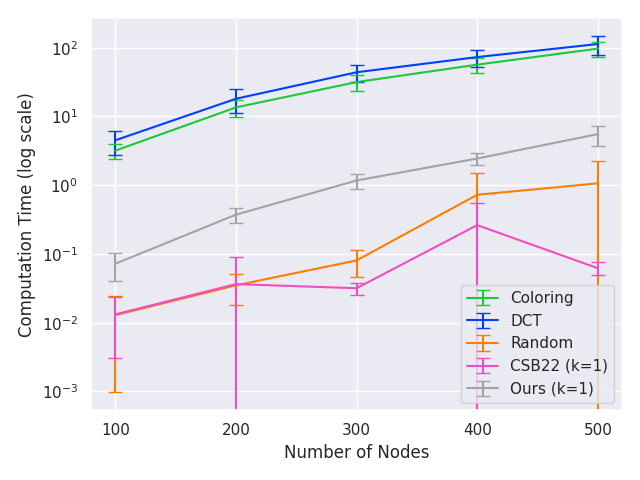 Computation Time (log scale)
10²
10¹
10⁰
10⁻¹
10⁻²
10⁻³
100 200 300 400 500
Number of Nodes
Coloring
DCT
Random
CSB22 (k=1)
Ours (k=1)